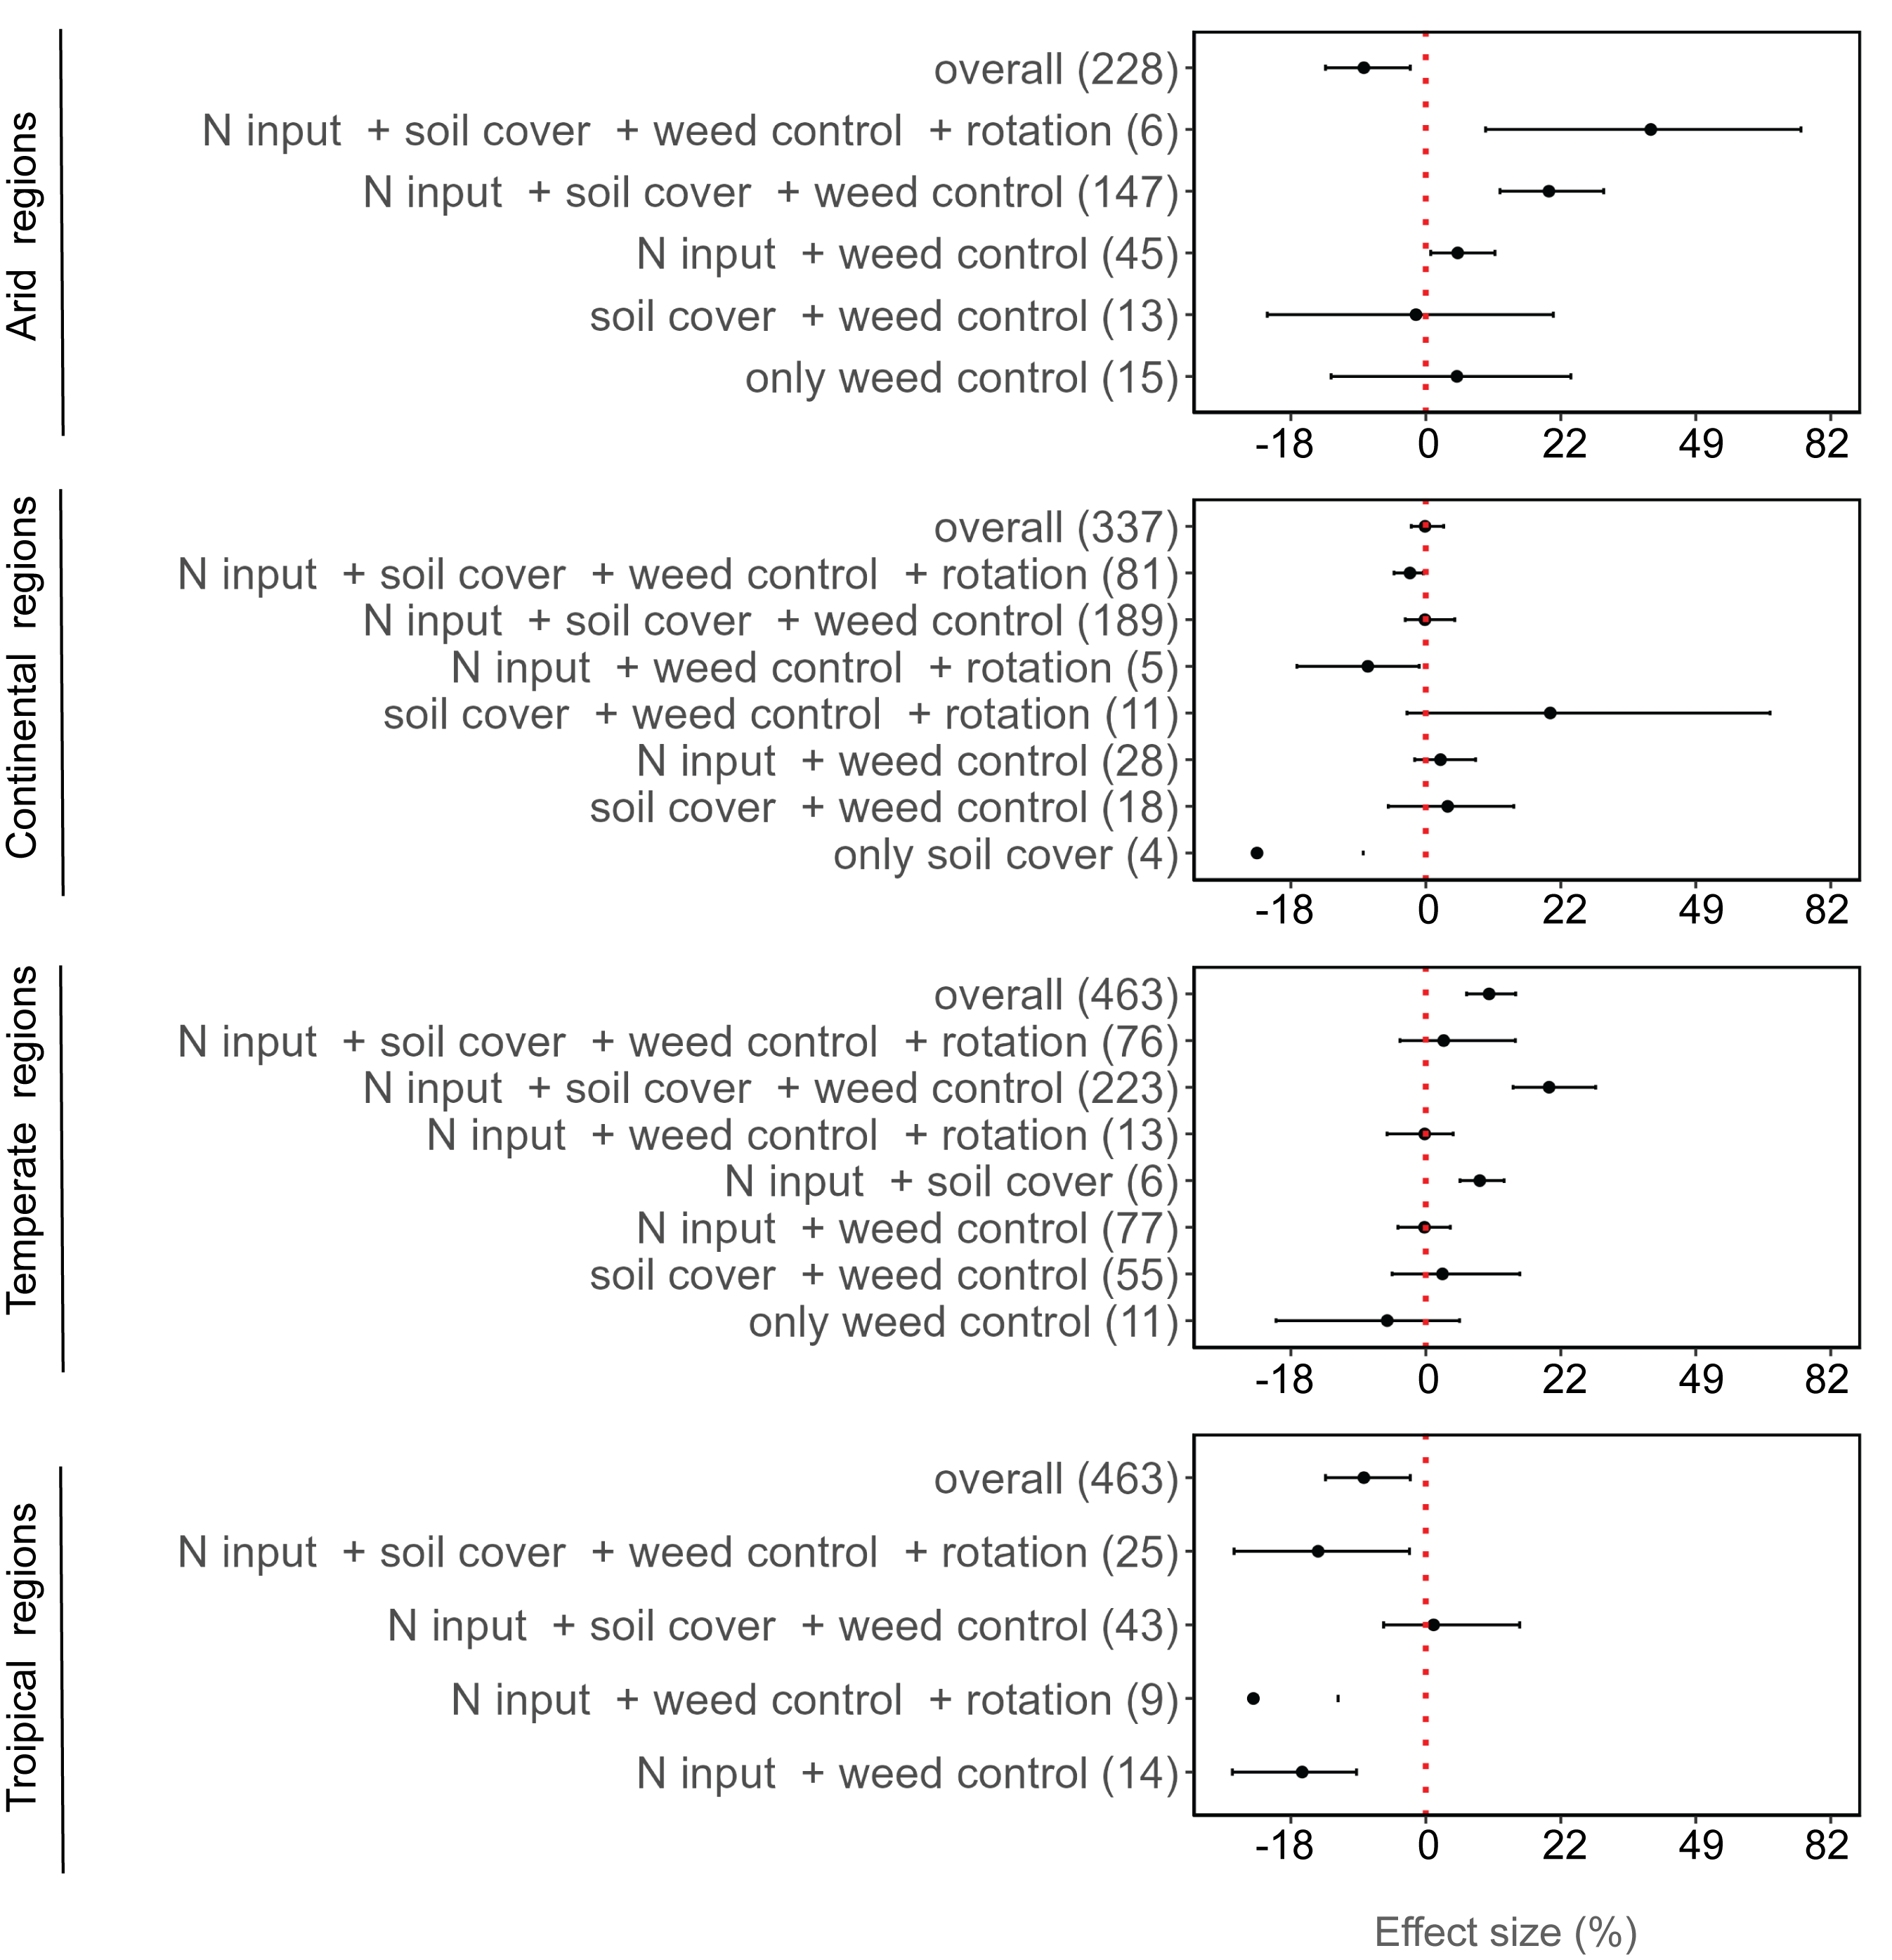 Arid regions
overall (228)
N input + soil cover + weed control + rotation (6)
N input + soil cover + weed control (147)
N input + weed control (45)
soil cover + weed control (13)
only weed control (15)
-18 0 22 49 82
Continental regions
overall (337)
N input + soil cover + weed control + rotation (81)
N input + soil cover + weed control (189)
N input + weed control + rotation (5)
soil cover + weed control + rotation (11)
N input + weed control (28)
soil cover + weed control (18)
only soil cover (4)
-18 0 22 49 82
Temperate regions
overall (463)
N input + soil cover + weed control + rotation (76)
N input + soil cover + weed control (223)
N input + weed control + rotation (13)
N input + soil cover (6)
N input + weed control (77)
soil cover + weed control (55)
only weed control (11)
-18 0 22 49 82
Troipical regions
overall (463)
N input + soil cover + weed control + rotation (25)
N input + soil cover + weed control (43)
N input + weed control + rotation (9)
N input + weed control (14)
-18 0 22 49 82
Effect size (%)